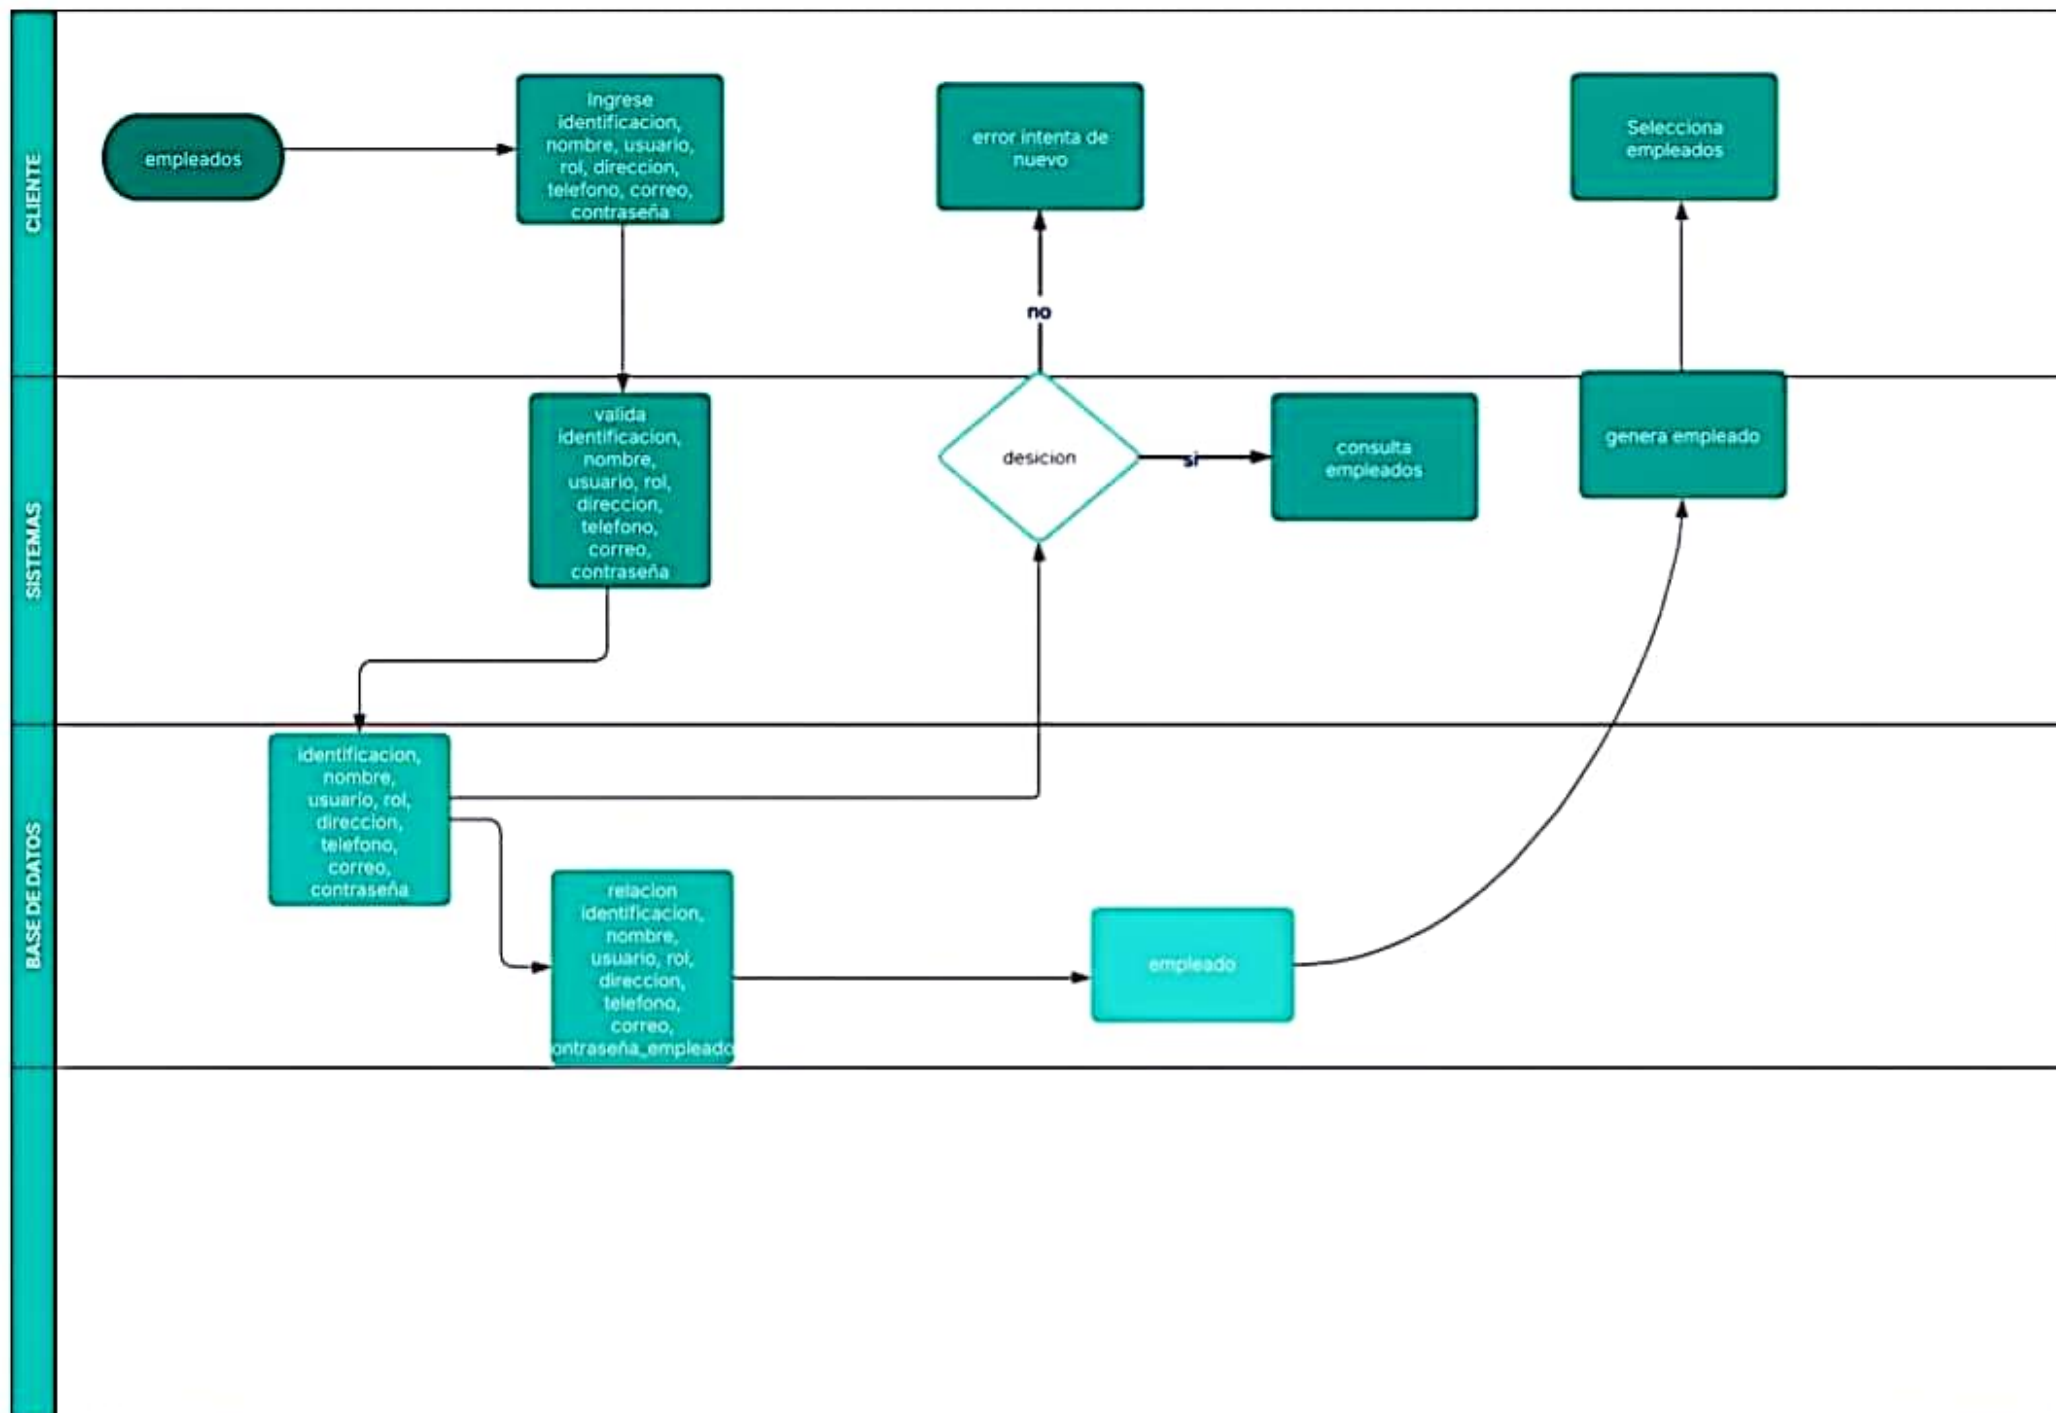 CLIENTE
empleados
Ingrese
identificacion,
nombre, usuario,
rol, direccion,
telefono, correo,
contraseña
error intenta de
nuevo
Selecciona
empleados
no
SISTEMAS
valida
identificacion,
nombre,
usuario, rol,
direccion,
telefono,
correo,
contraseña
desicion
si
consulta
empleados
genera empleado
BASE DE DATOS
identificacion,
nombre,
usuario, rol,
direccion,
telefono,
correo,
contraseña
relacion
identificacion,
nombre,
usuario, rol,
direccion,
telefono,
correo,
ontraseña_empleado
empleado